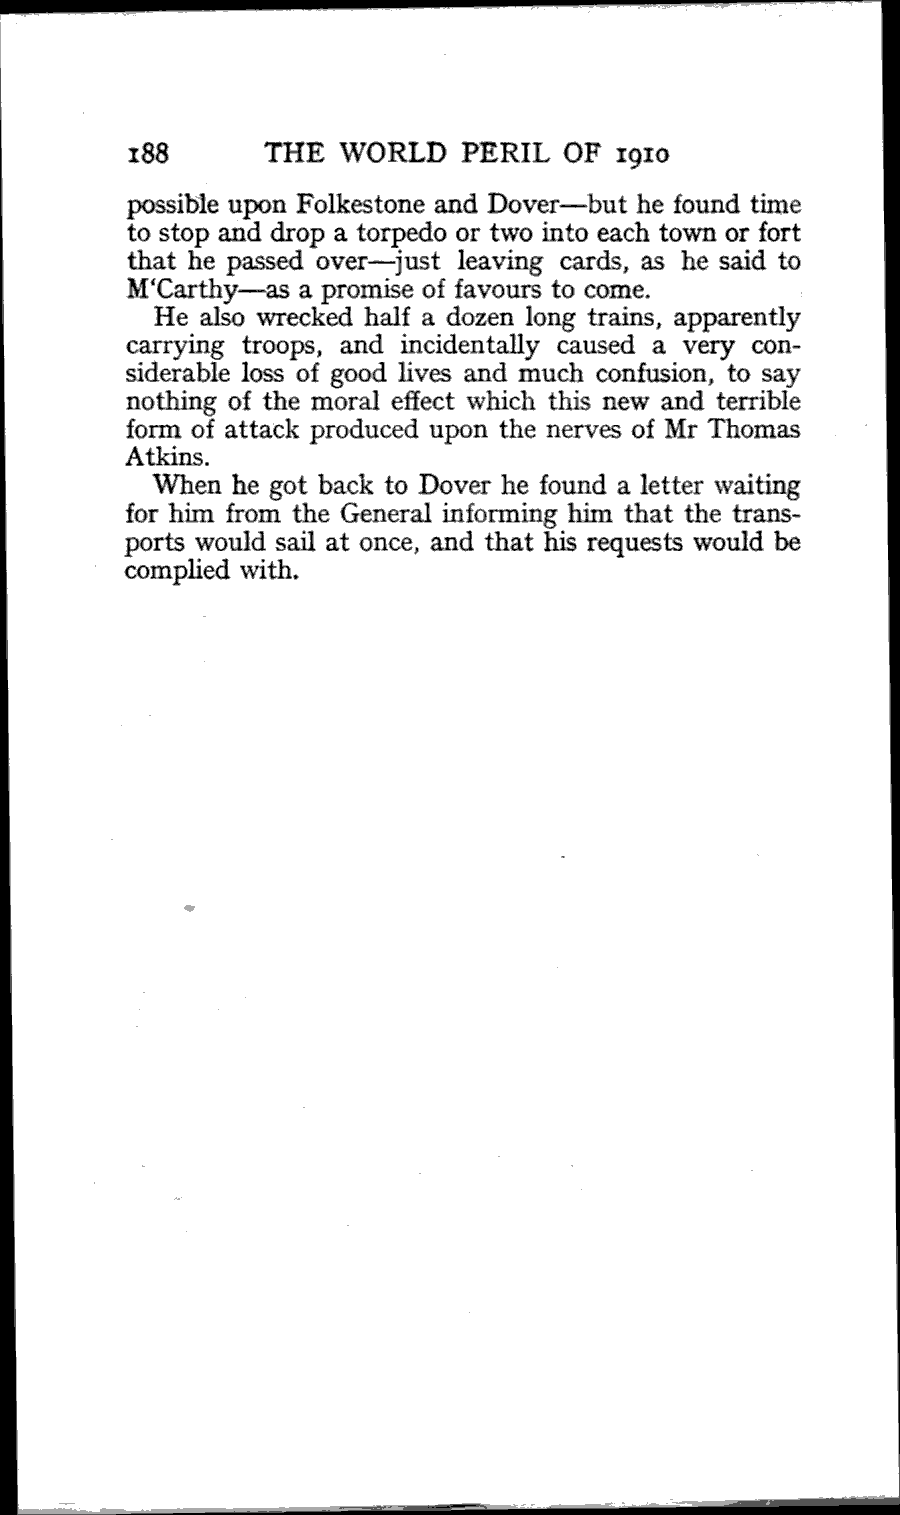 188 THE WORLD PERIL OF 1910
possible upon Folkestone and Dover—but he found time
to stop and drop a torpedo or two into each town or fort
that he passed over—just leaving cards, as he said to
M‘Carthy—as a promise of favours to come.
He also wrecked half a dozen long trains, apparently
carrying troops, and incidentally caused a very con-
siderable loss of good lives and much confusion, to say
nothing of the moral effect which this new and terrible
form of attack produced upon the nerves of Mr Thomas
Atkins.
When he got back to Dover he found a letter waiting
for him from the General informing him that the trans-
ports would sail at once, and that his requests would be
complied with.